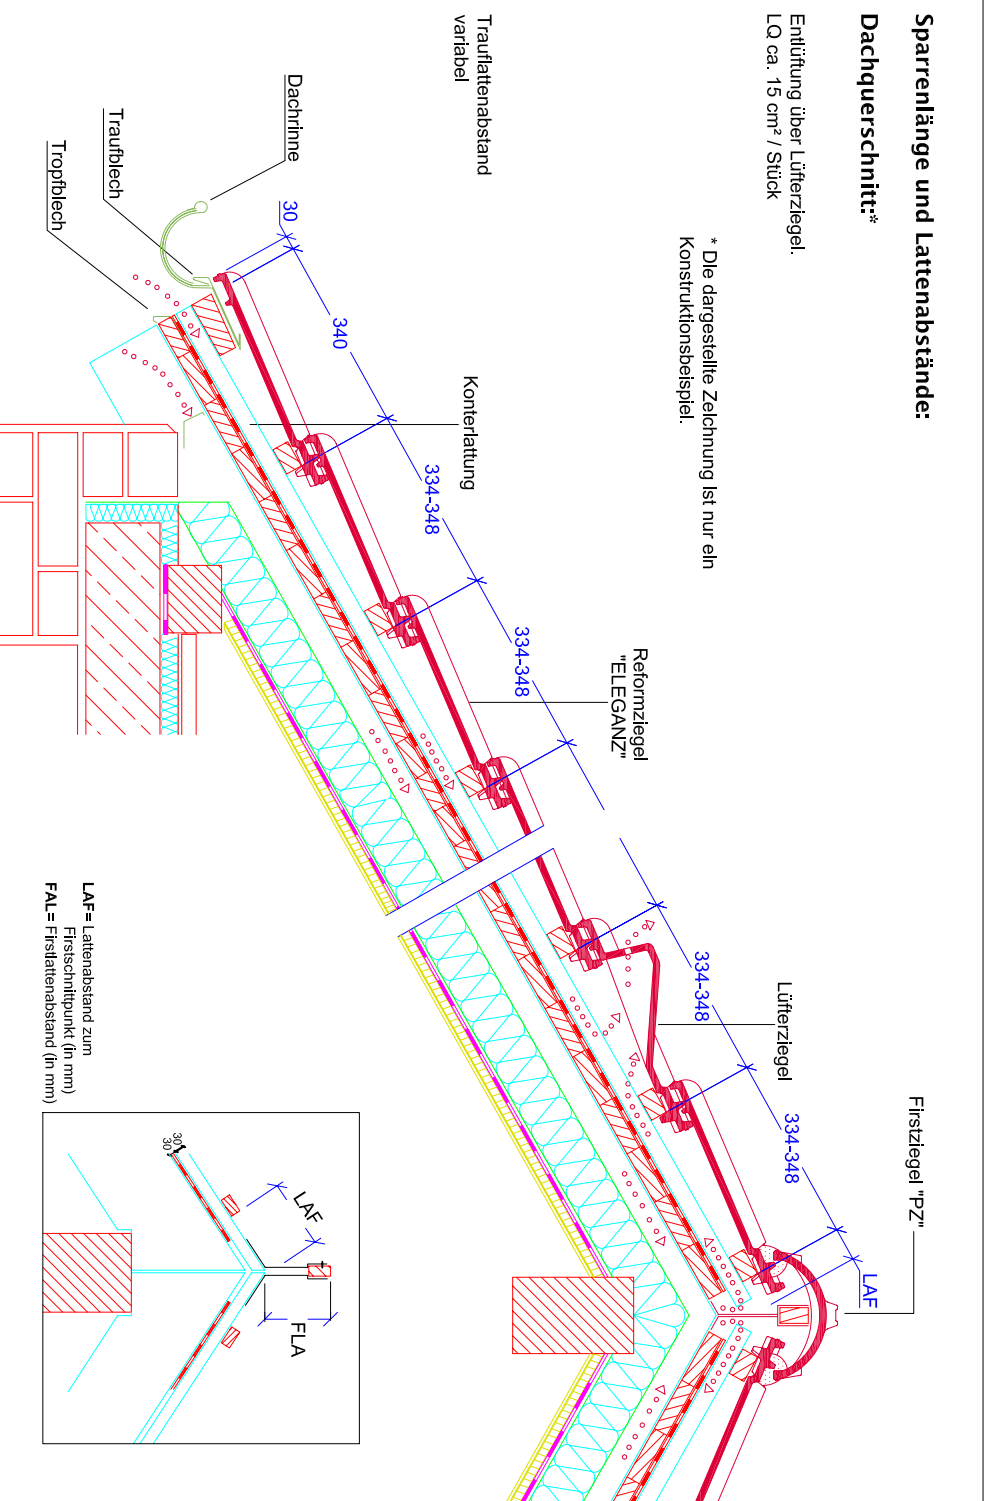 Sparrenlänge und Lattenabstände:
Dachquerschnitt:*
Entlüftung über Lüfterziegel.
LQ ca. 15 cm² / Stück
* Die dargestellte Zeichnung ist nur ein
Konstruktionsbeispiel.
Trauflattenabstand
variabel
Dachrinne
Traufblech
Tropfblech
30
340
Konterlattung
334-348
334-348
Reformziegel
"ELEGANZ"
334-348
Lüfterziegel
334-348
Firstziegel "PZ"
LAF
LAF= Lattenabstand zum
Firstschnittpunkt (in mm)
FAL= Firstlattenabstand (in mm)
30
30
LAF
FLA